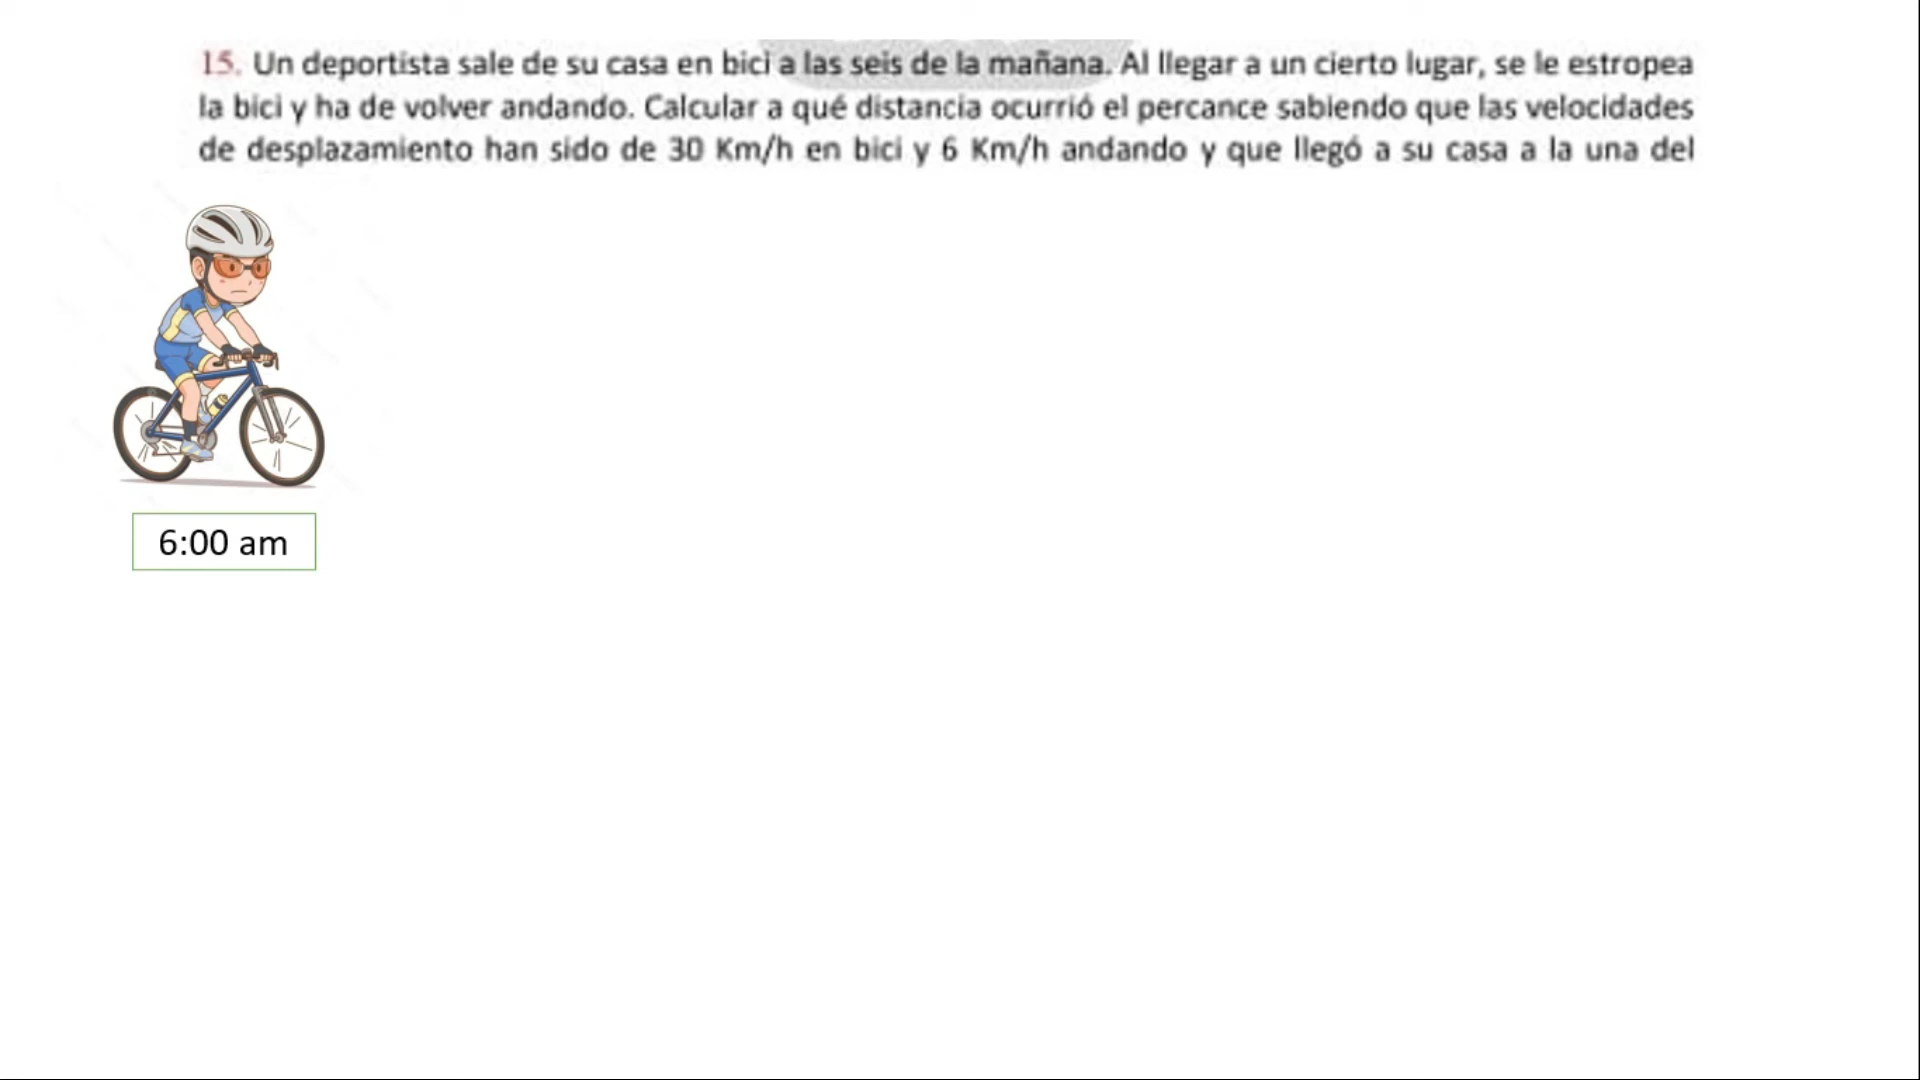 15. Un deportista sale de su casa en bici a las seis de la mañana. Al llegar a un cierto lugar, se le estropea
la bici y ha de volver andando. Calcular a qué distancia ocurrió el percance sabiendo que las velocidades
de desplazamiento han sido de 30 Km/h en bici y 6 Km/h andando y que llegó a su casa a la una del
6:00 am